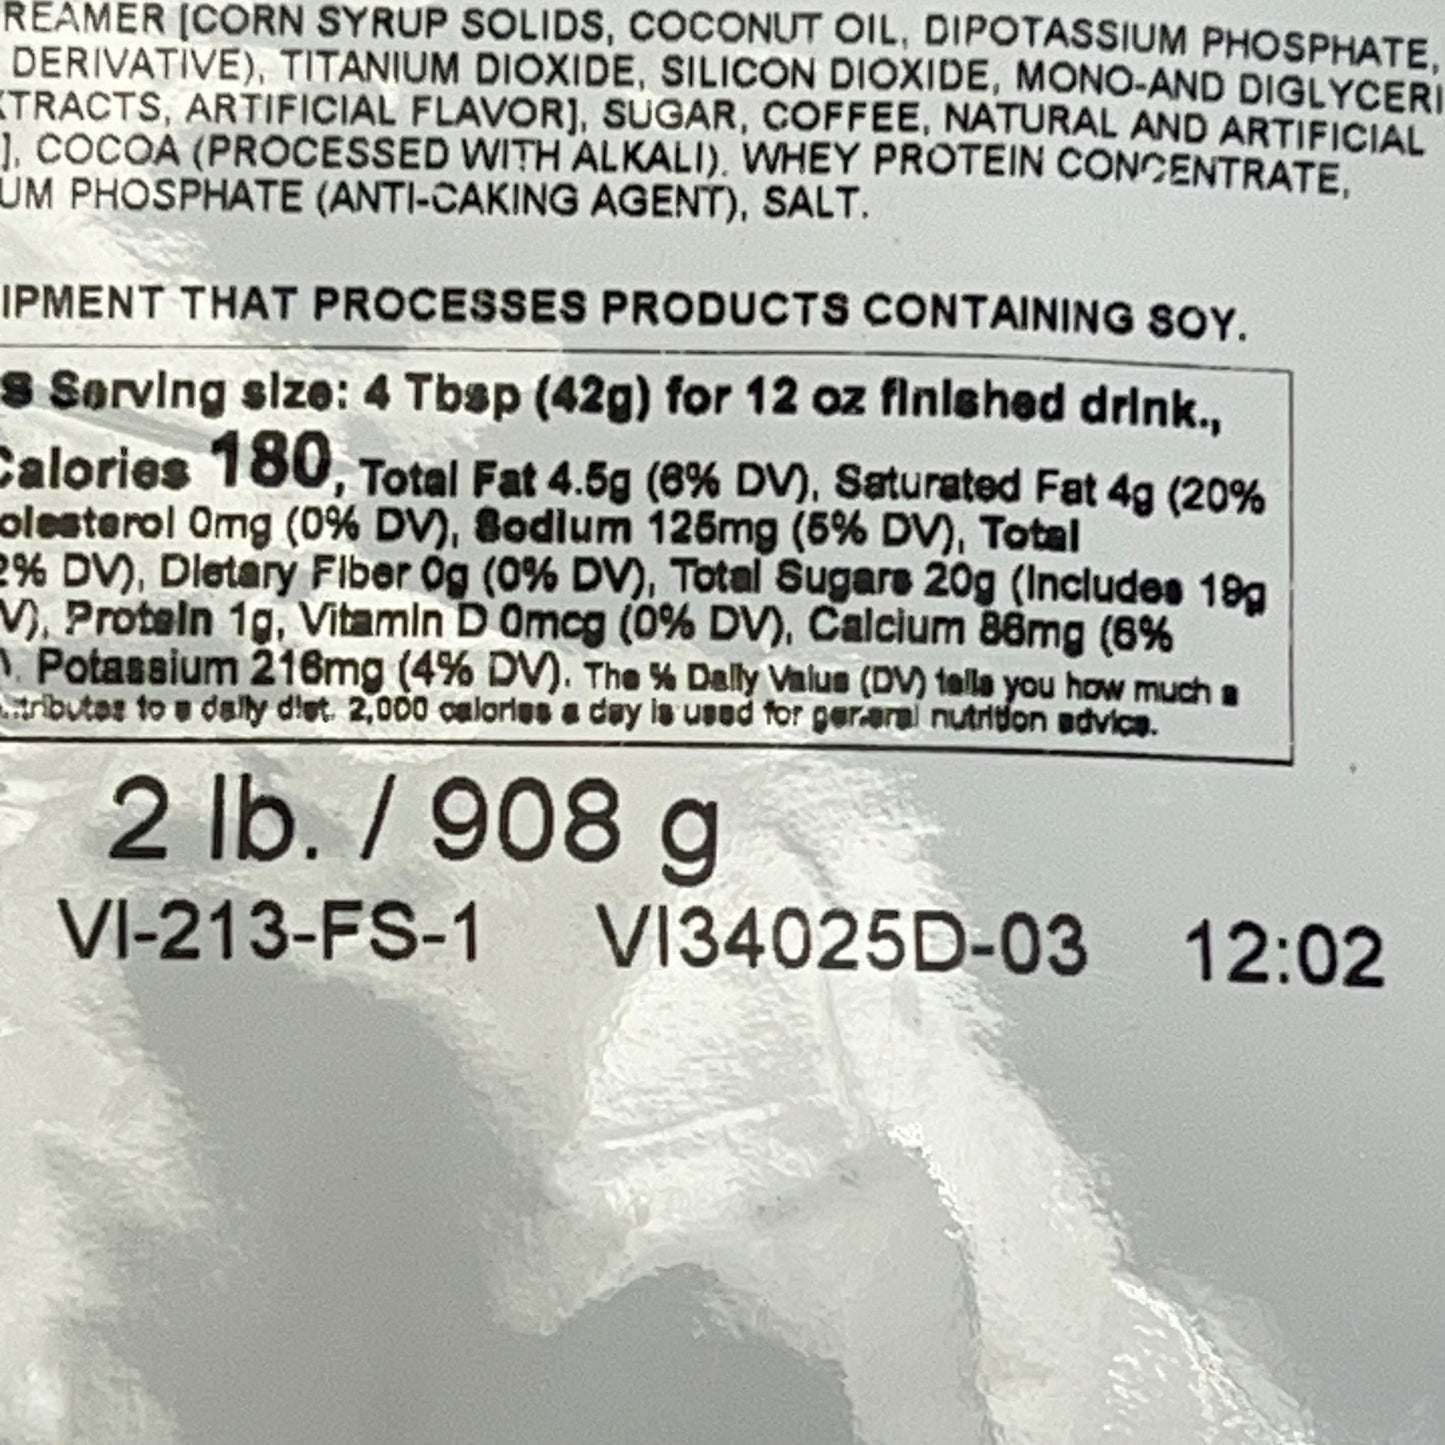 REAMER [CORN SYRUP SOLIDS, COCONUT OIL, DIPOTASSIUM PHOSPHATE,
DERIVATIVE), TITANIUM DIOXIDE, SILICON DIOXIDE, MONO-AND DIGLYCERI
TRACTS, ARTIFICIAL FLAVOR], SUGAR, COFFEE, NATURAL AND ARTIFICIAL
], COCOA (PROCESSED WITH ALKALI). WHEY PROTEIN CONCENTRATE,
UM PHOSPHATE (ANTI-CAKING AGENT), SALT.
IPMENT THAT PROCESSES PRODUCTS CONTAINING SOY.
s Serving size: 4 Tbsp (42g) for 12 oz finished drink.,
Calories 180, Total Fat 4.5g (6% DV), Saturated Fat 4g (20%
olesterol 0mg (0% DV), Sodium 125mg (5% DV), Total
2% DV), Dietary Fiber 0g (0% DV), Total Sugars 20g (Includes 19g
V), Protein 1g, Vitamin D 0mcg (0% DV), Calcium 86mg (6%
). Potassium 216mg (4% DV). The % Daily Value (DV) tells you how much a
ntributes to a daily diet. 2,000 calories a day is used for general nutrition advice.
2 lb. / 908 g
VI-213-FS-1 VI34025D-03 12:02